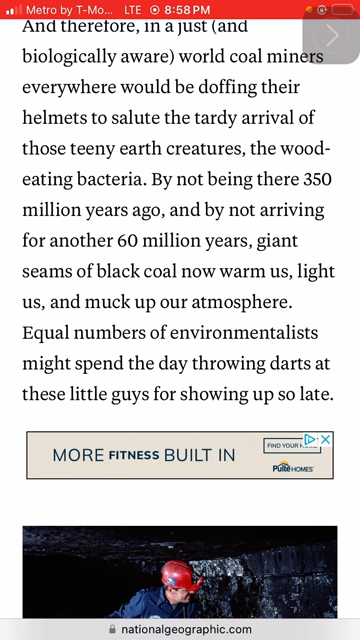 Metro by T-Mo... LTE 8:58 PM
And therefore, in a just (and
biologically aware) world coal miners
everywhere would be doffing their
helmets to salute the tardy arrival of
those teeny earth creatures, the wood-
eating bacteria. By not being there 350
million years ago, and by not arriving
for another 60 million years, giant
seams of black coal now warm us, light
us, and muck up our atmosphere.
Equal numbers of environmentalists
might spend the day throwing darts at
these little guys for showing up so late.
MORE FITNESS BUILT IN
FIND YOUR
Pulte HOMES
nationalgeographic.com